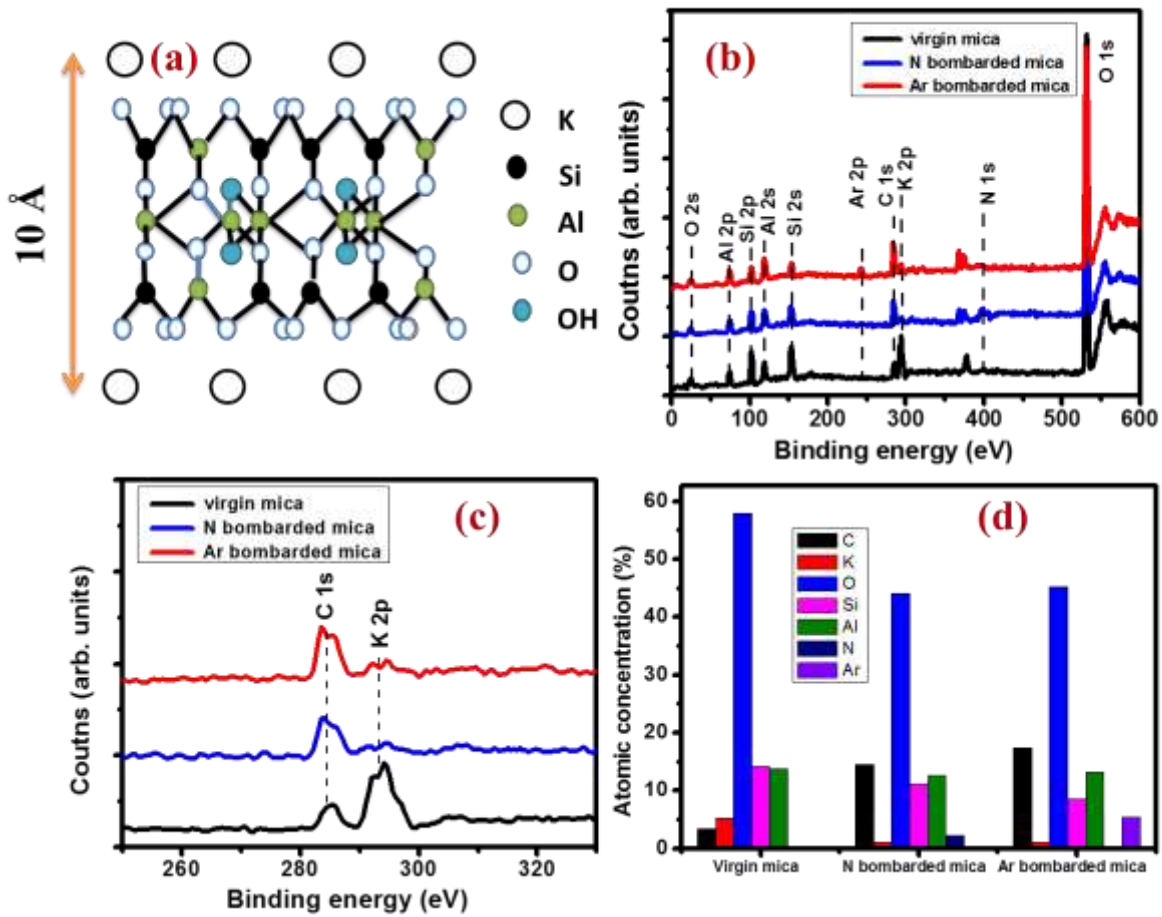 (a)
10 Å
K
Si
Al
O
OH
(b)
virgin mica
N bombarded mica
Ar bombarded mica
O 2s
Al 2p
Si 2p
Al 2s
Si 2s
Ar 2p
C 1s
K 2p
N 1s
O 1s
Coutns (arb. units)
0 100 200 300 400 500 600
Binding energy (eV)
(c)
virgin mica
N bombarded mica
Ar bombarded mica
C 1s
K 2p
Coutns (arb. units)
260 280 300 320
Binding energy (eV)
(d)
C
K
O
Si
Al
N
Ar
Atomic concentration (%)
60
50
40
30
20
10
0
Virgin mica N bombarded mica Ar bombarded mica